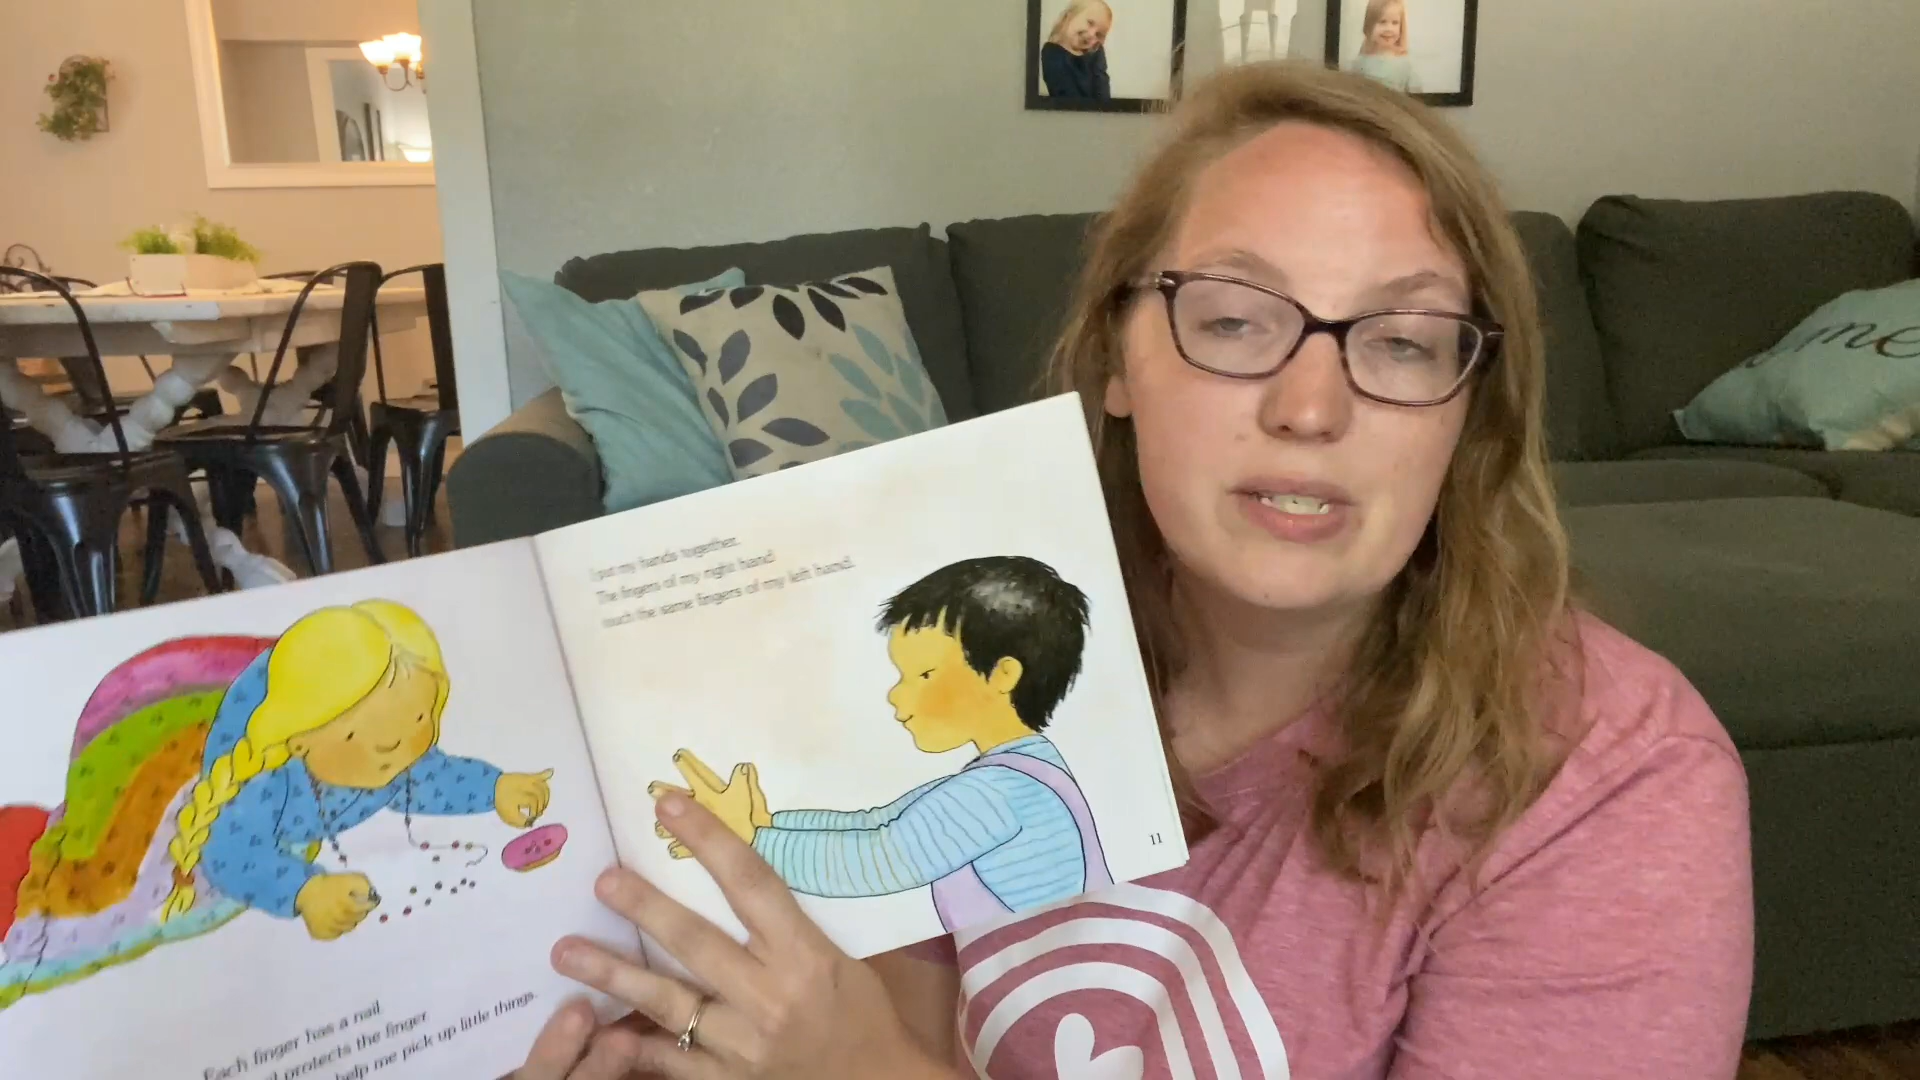 I put my hands together.
The fingers of my right hand
touch the same fingers of my left hand.
11
Each finger has a nail.
protects the finger.
help me pick up little things.
me